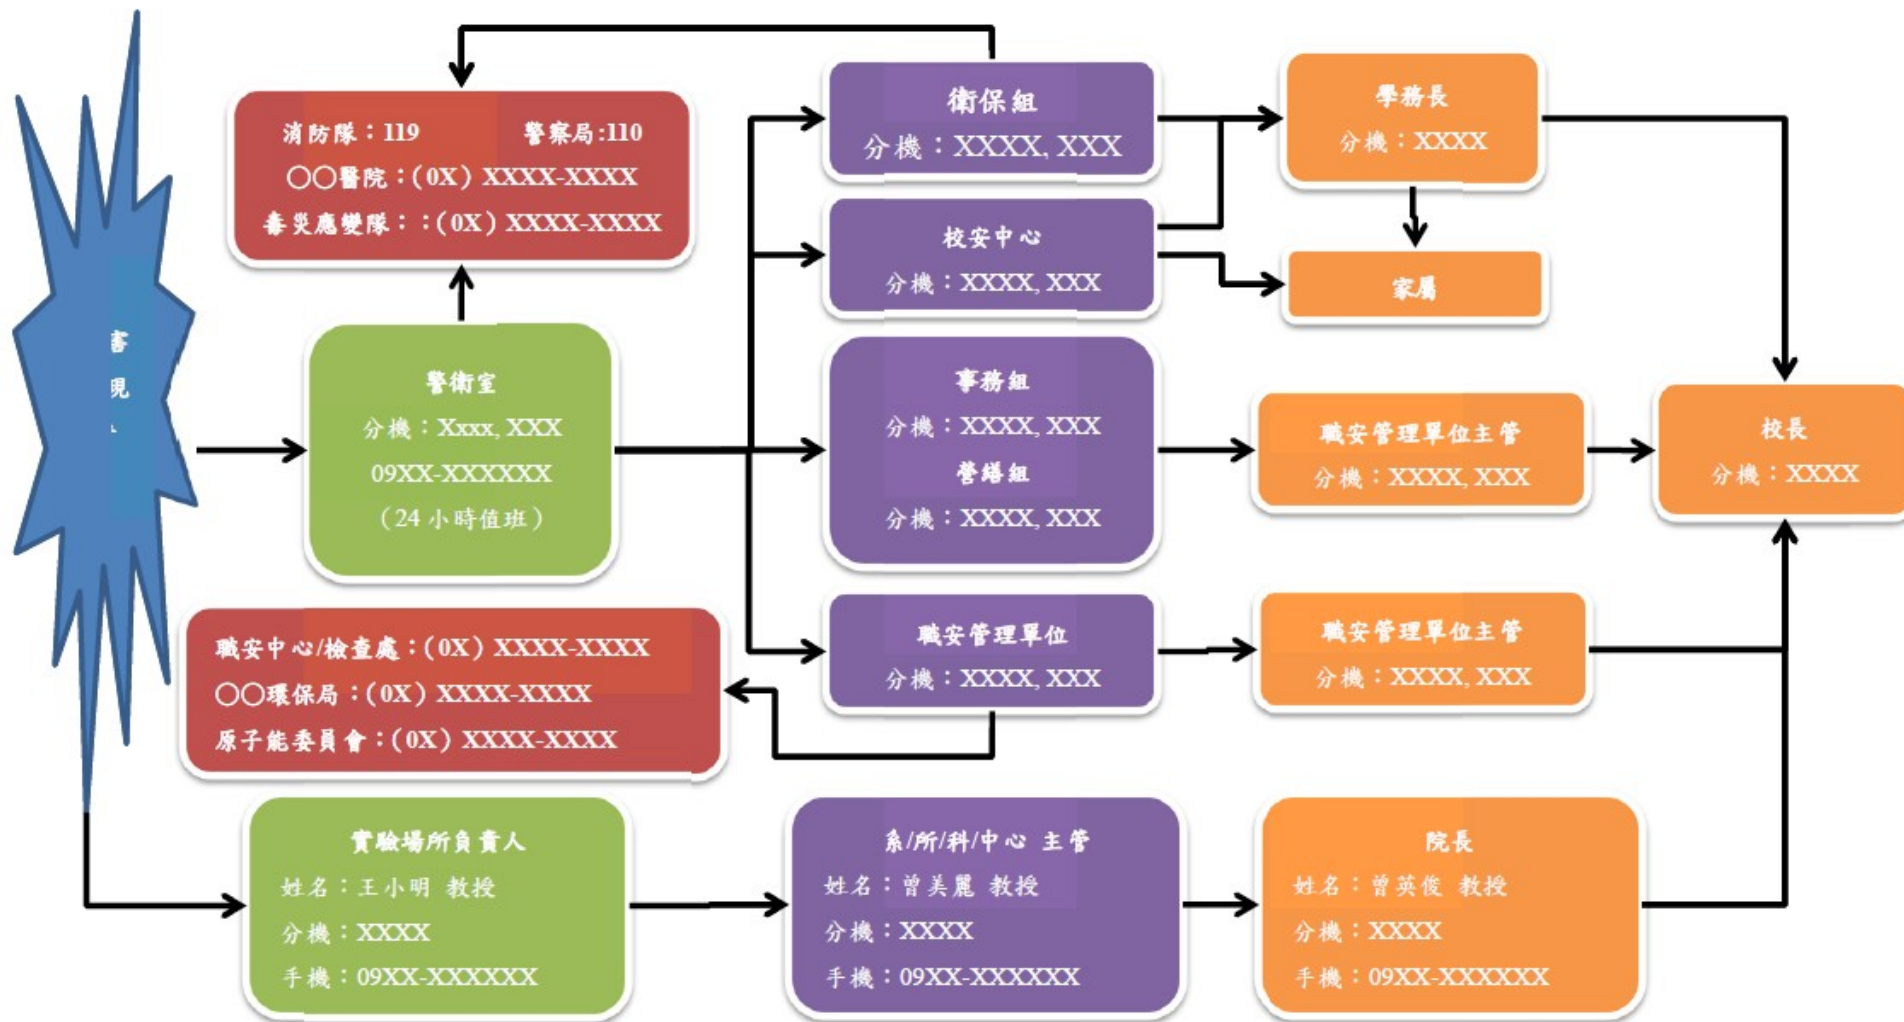 害
現
消防隊：119 警察局:110
○○醫院：(0X) XXXX-XXXX
毒災應變隊：：(0X) XXXX-XXXX
警衛室
分機：Xxxx, XXX
09XX-XXXXXX
（24 小時值班）
衛保組
分機：XXXX, XXX
校安中心
分機：XXXX, XXX
事務組
分機：XXXX, XXX
營繕組
分機：XXXX, XXX
職安管理單位
分機：XXXX, XXX
學務長
分機：XXXX
家屬
職安管理單位主管
分機：XXXX, XXX
職安管理單位主管
分機：XXXX, XXX
校長
分機：XXXX
職安中心/檢查處：(0X) XXXX-XXXX
○○環保局：(0X) XXXX-XXXX
原子能委員會：(0X) XXXX-XXXX
實驗場所負責人
姓名：王小明 教授
分機：XXXX
手機：09XX-XXXXXX
系/所/科/中心 主管
姓名：曾美麗 教授
分機：XXXX
手機：09XX-XXXXXX
院長
姓名：曾英俊 教授
分機：XXXX
手機：09XX-XXXXXX